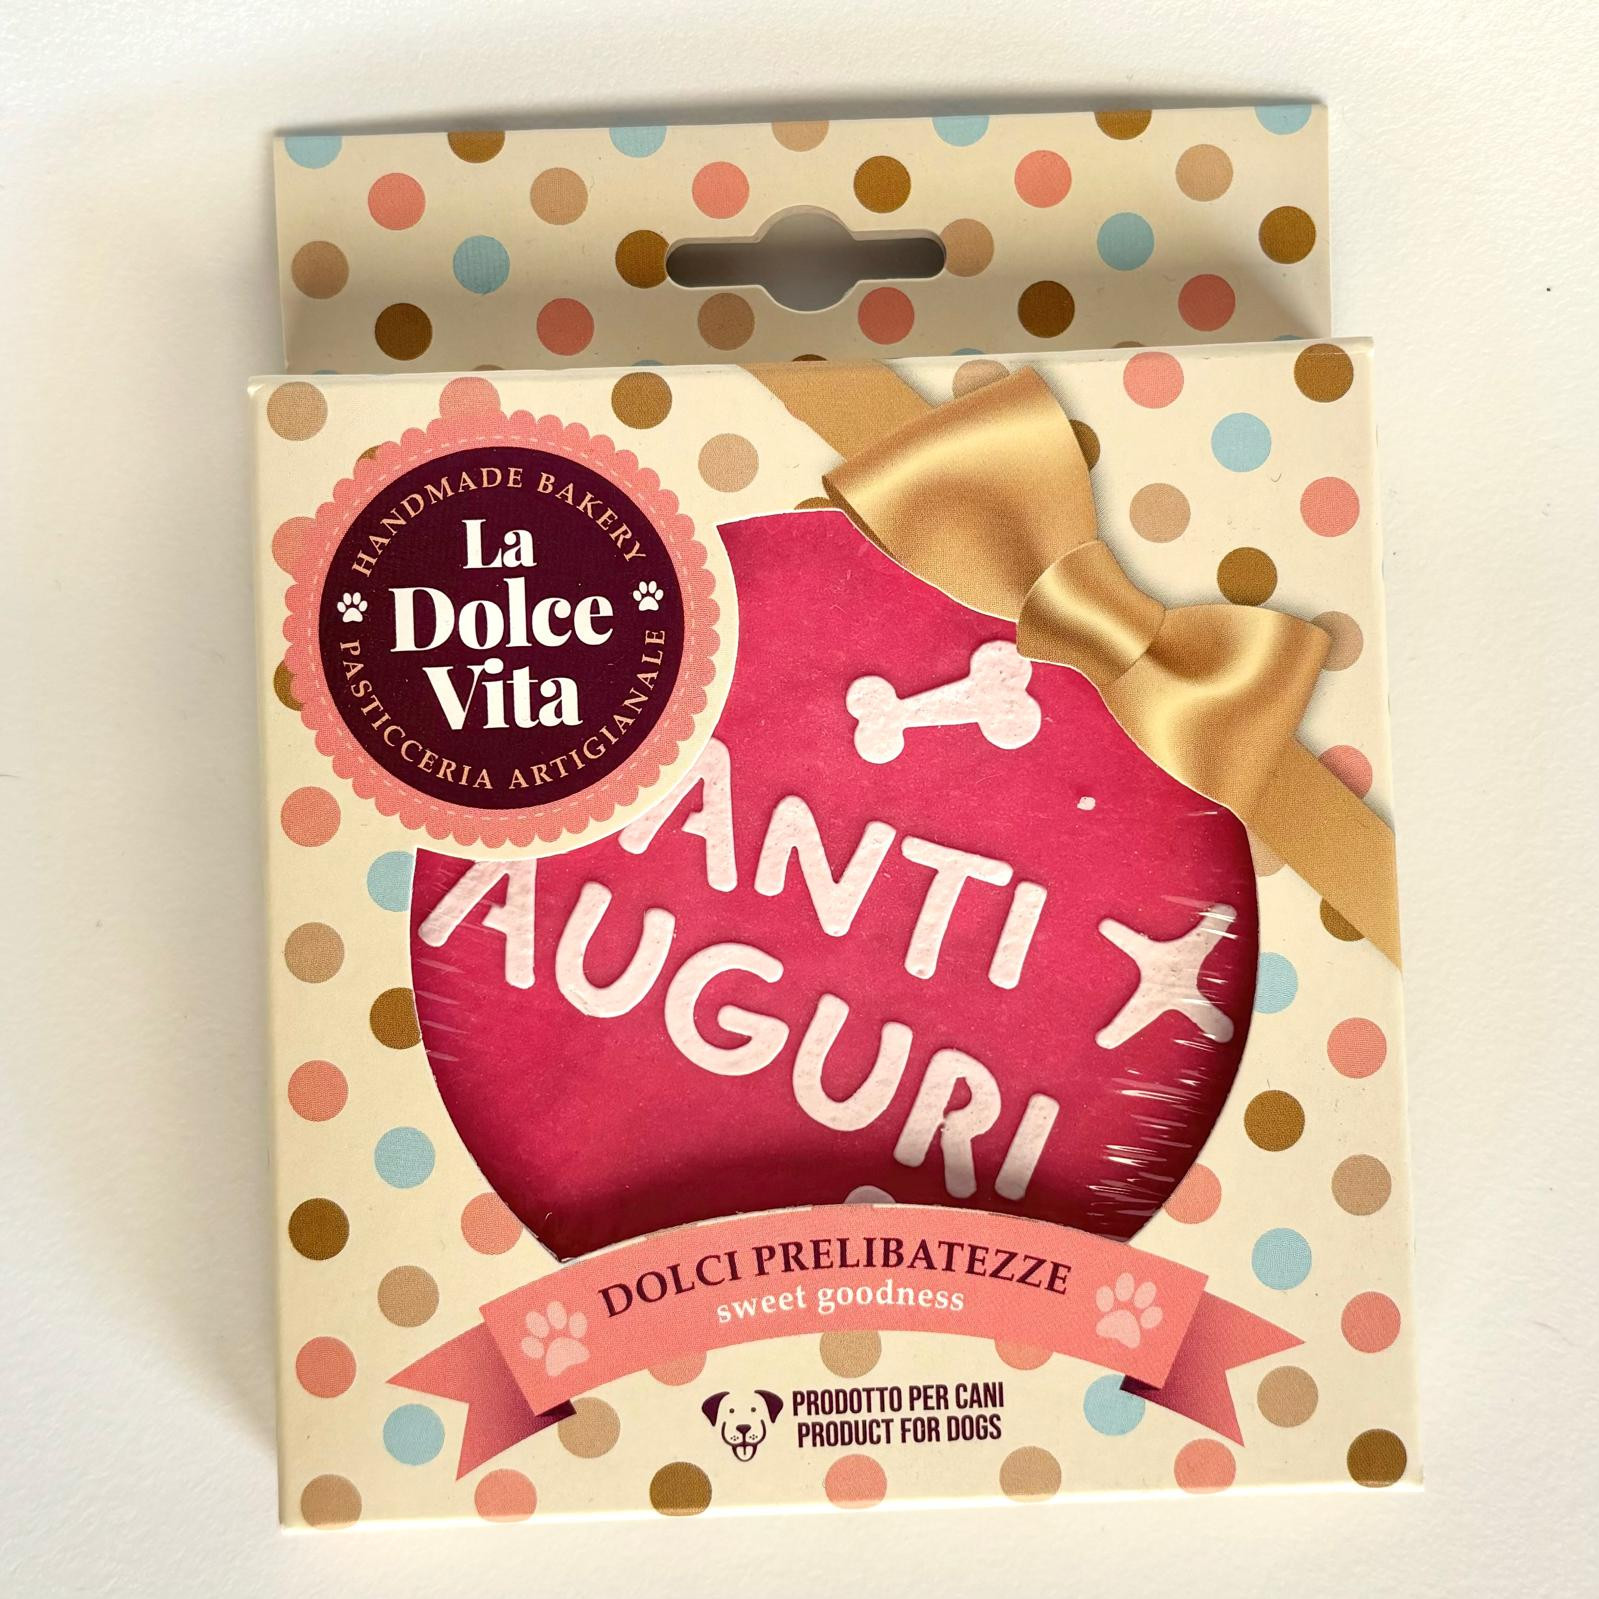 HANDMADE BAKERY
La
Dolce
Vita
PASTICCERIA ARTIGIANALE
ANTI
AUGURI
DOLCI PRELIBATEZZE
sweet goodness
PRODOTTO PER CANI
PRODUCT FOR DOGS